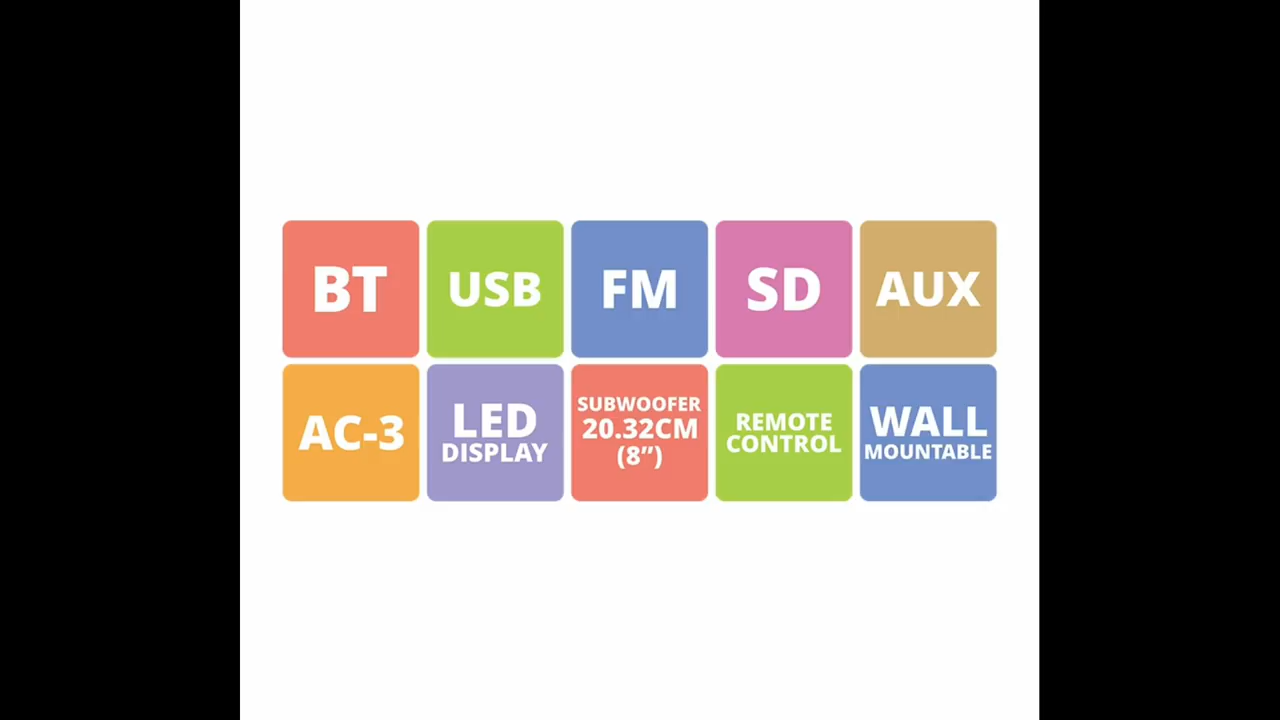 BT
USB
FM
SD
AUX
AC-3
LED
DISPLAY
SUBWOOFER
20.32CM
(8”)
REMOTE
CONTROL
WALL
MOUNTABLE